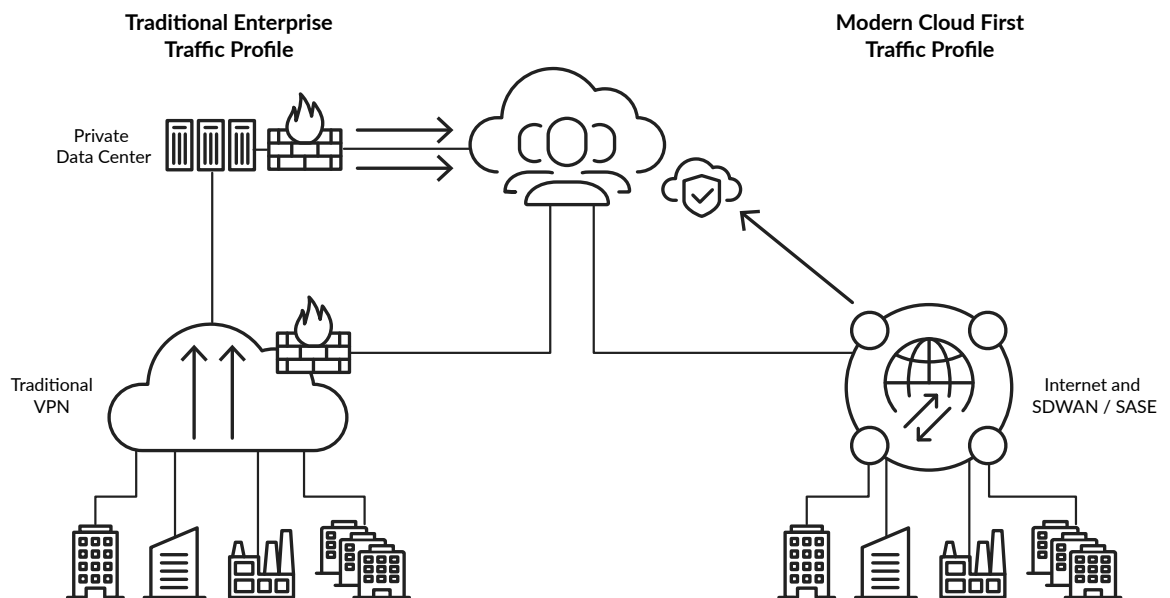 Traditional Enterprise
Traffic Profile
Modern Cloud First
Traffic Profile
Private
Data Center
Traditional
VPN
Internet and
SDWAN / SASE